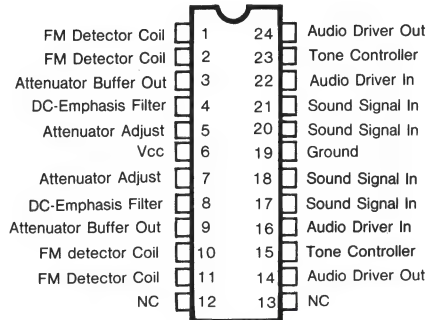 FM Detector Coil 1 24 Audio Driver Out
FM Detector Coil 2 23 Tone Controller
Attenuator Buffer Out 3 22 Audio Driver In
DC-Emphasis Filter 4 21 Sound Signal In
Attenuator Adjust 5 20 Sound Signal In
Vcc 6 19 Ground
Attenuator Adjust 7 18 Sound Signal In
DC-Emphasis Filter 8 17 Sound Signal In
Attenuator Buffer Out 9 16 Audio Driver In
FM detector Coil 10 15 Tone Controller
FM Detector Coil 11 14 Audio Driver Out
NC 12 13 NC